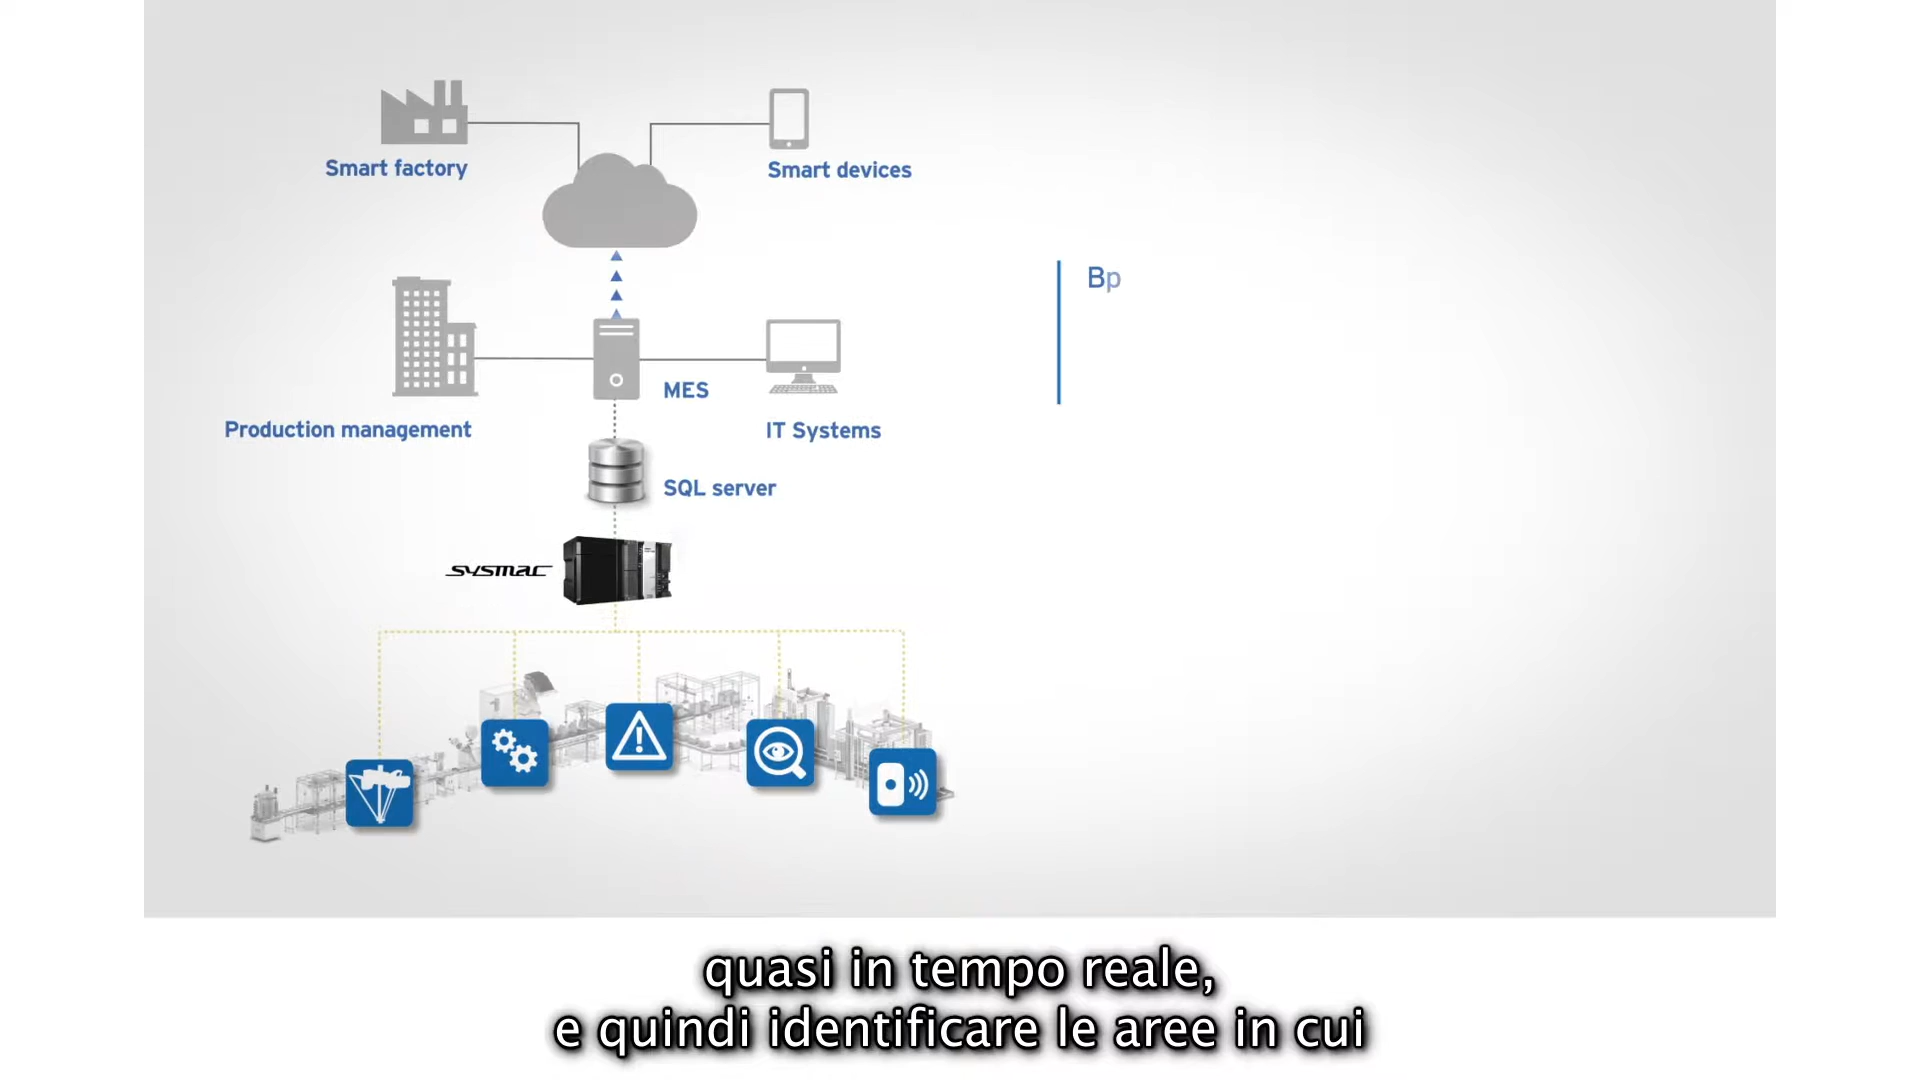 Smart factory
Smart devices
Bp
MES
Production management
IT Systems
SQL server
sysmac
quasi in tempo reale,
e quindi identificare le aree in cui